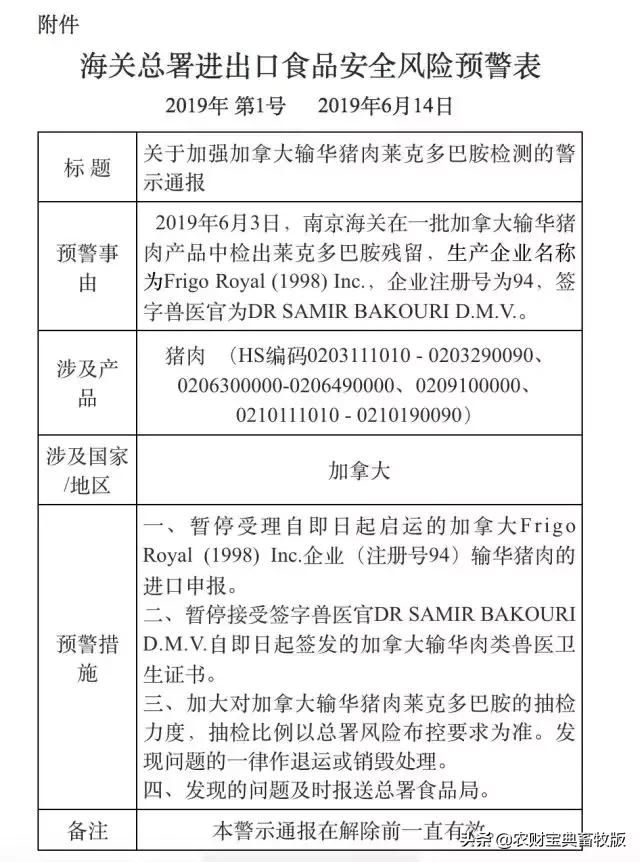 附件
海关总署进出口食品安全风险预警表
2019年 第1号 2019年6月14日
标 题
关于加强加拿大输华猪肉莱克多巴胺检测的警
示通报
预警事
由
2019年6月3日，南京海关在一批加拿大输华猪
肉产品中检出莱克多巴胺残留，生产企业名称
为Frigo Royal (1998) Inc.，企业注册号为94，签
字兽医官为DR SAMIR BAKOURI D.M.V.。
涉及产
品
猪肉 （HS编码0203111010 - 0203290090、
0206300000-0206490000、0209100000、
0210111010 - 0210190090）
涉及国家
/地区
加拿大
预警措
施
一、暂停受理自即日起启运的加拿大Frigo
Royal (1998) Inc.企业（注册号94）输华猪肉的
进口申报。
二、暂停接受签字兽医官DR SAMIR BAKOURI
D.M.V.自即日起签发的加拿大输华肉类兽医卫
生证书。
三、加大对加拿大输华猪肉莱克多巴胺的抽检
力度，抽检比例以总署风险布控要求为准。发
现问题的一律作退运或销毁处理。
四、发现的问题及时报送总署食品局。
备注
本警示通报在解除前一直有效。
头条@农财宝典畜牧版